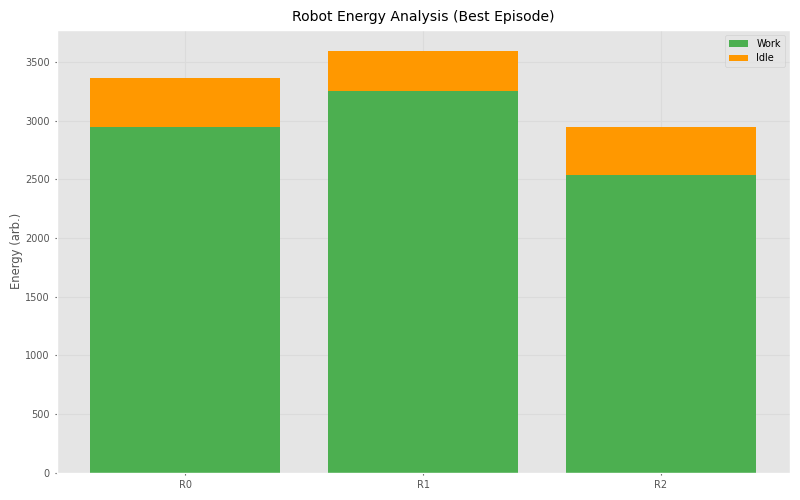 Robot Energy Analysis (Best Episode)
Work
Idle
Energy (arb.)
3500
3000
2500
2000
1500
1000
500
0
R0 R1 R2